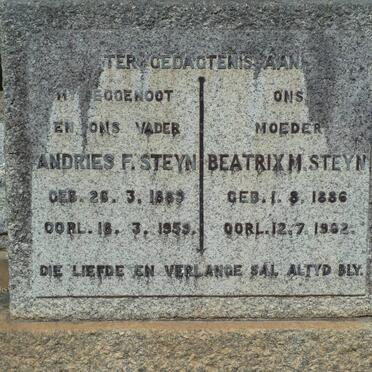 TER GEDAGTENIS AAN
MY EGGENOOT
EN ONS VADER
ANDRIES F. STEYN
GEB. 26. 3. 1889
OORL. 18. 3. 1959.
ONS
MOEDER
BEATRIX M. STEYN
GEB. 1. 8. 1886
OORL. 12. 7. 1962.
DIE LIEFDE EN VERLANGE SAL ALTYD BLY.